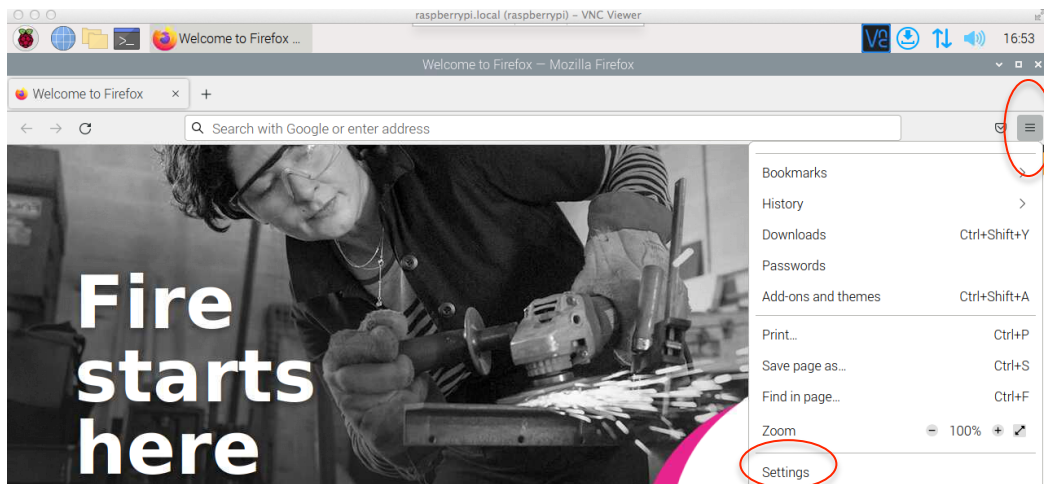 raspberrypi.local (raspberrypi) – VNC Viewer
Welcome to Firefox ...
16:53
Welcome to Firefox — Mozilla Firefox
Welcome to Firefox
Search with Google or enter address
Bookmarks
History
Downloads Ctrl+Shift+Y
Passwords
Add-ons and themes Ctrl+Shift+A
Print... Ctrl+P
Save page as... Ctrl+S
Find in page... Ctrl+F
Zoom 100%
Settings
Fire
starts
here